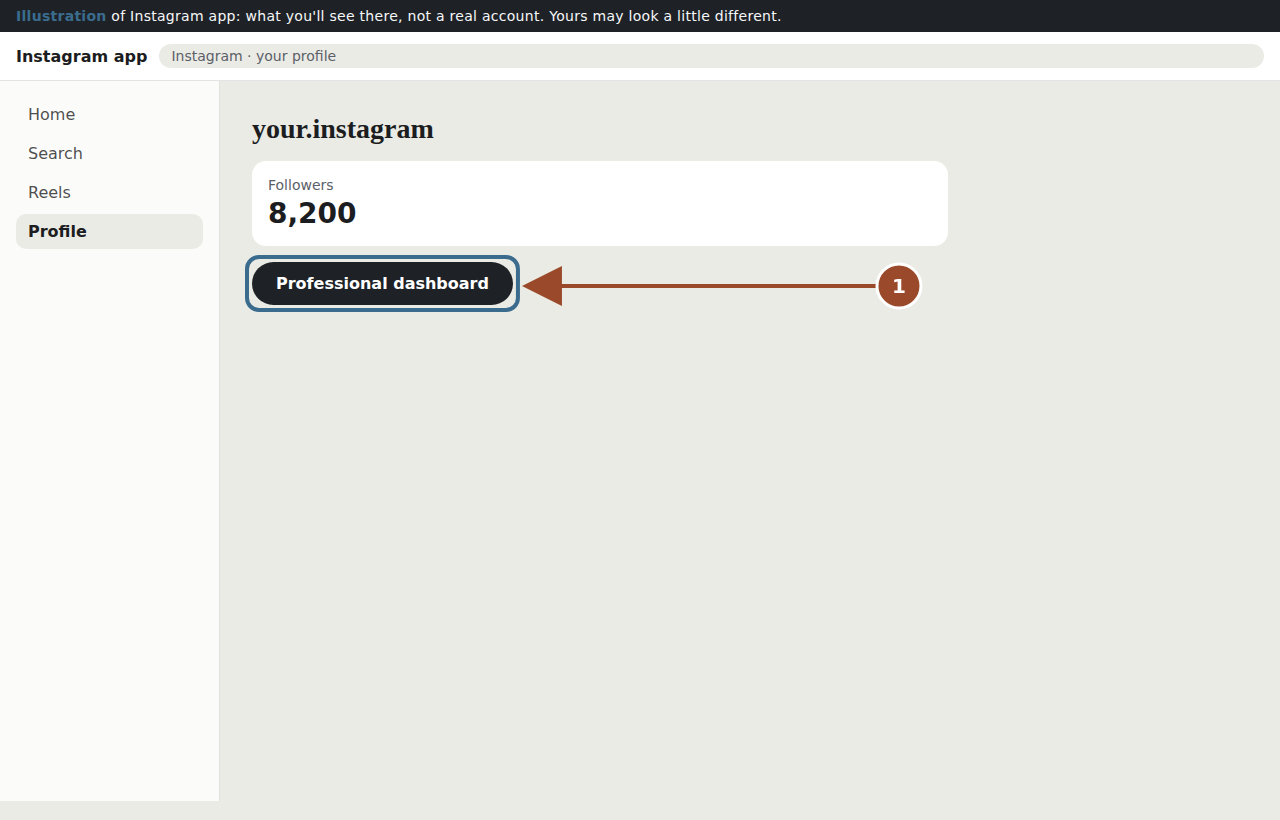 Illustration of Instagram app: what you'll see there, not a real account. Yours may look a little different.
Instagram app
Instagram · your profile
Home
Search
Reels
Profile
your.instagram
Followers
8,200
Professional dashboard
1